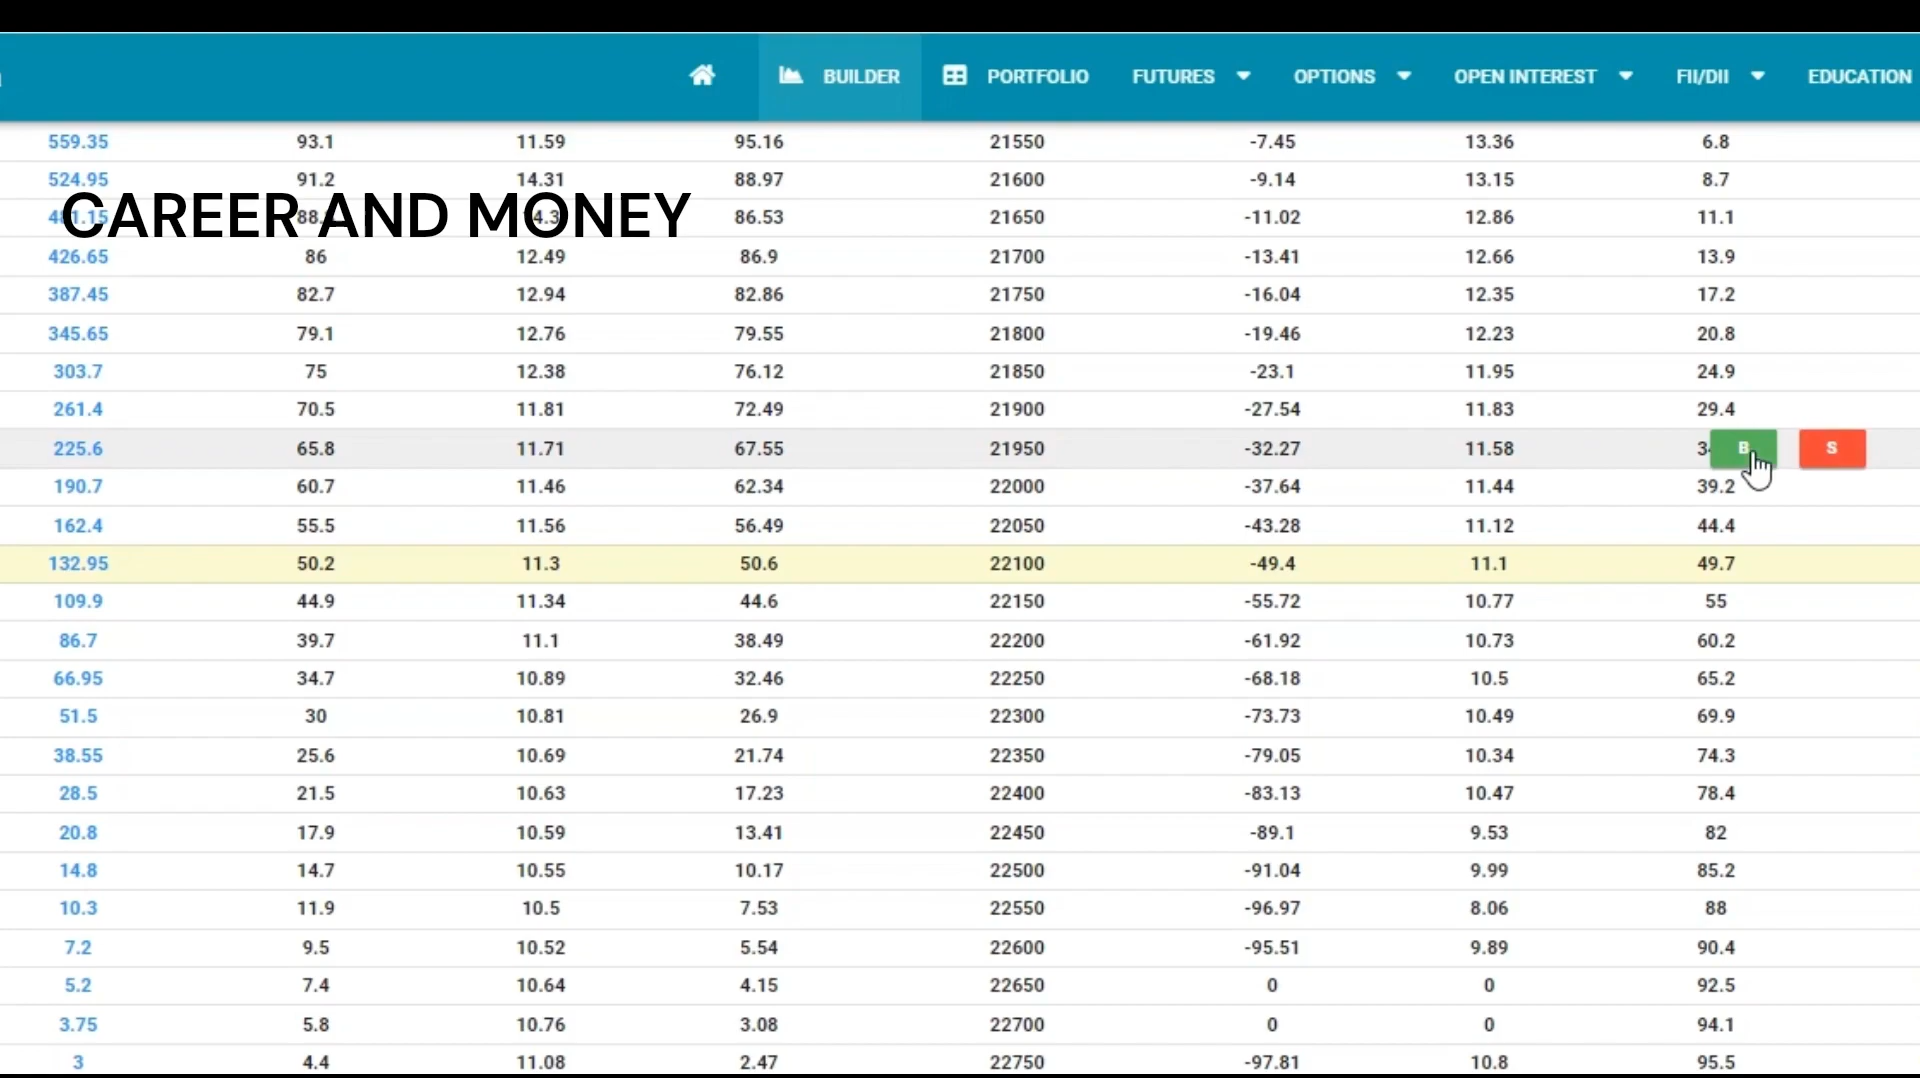 BUILDER PORTFOLIO FUTURES OPTIONS OPEN INTEREST FII/DII EDUCATION
559.35 93.1 11.59 95.16 21550 -7.45 13.36 6.8
524.95 91.2 14.31 88.97 21600 -9.14 13.15 8.7
CAREER AND MONEY
86.53 21650 -11.02 12.86 11.1
426.65 86 12.49 86.9 21700 -13.41 12.66 13.9
387.45 82.7 12.94 82.86 21750 -16.04 12.35 17.2
345.65 79.1 12.76 79.55 21800 -19.46 12.23 20.8
303.7 75 12.38 76.12 21850 -23.1 11.95 24.9
261.4 70.5 11.81 72.49 21900 -27.54 11.83 29.4
225.6 65.8 11.71 67.55 21950 -32.27 11.58 B S
190.7 60.7 11.46 62.34 22000 -37.64 11.44 39.2
162.4 55.5 11.56 56.49 22050 -43.28 11.12 44.4
132.95 50.2 11.3 50.6 22100 -49.4 11.1 49.7
109.9 44.9 11.34 44.6 22150 -55.72 10.77 55
86.7 39.7 11.1 38.49 22200 -61.92 10.73 60.2
66.95 34.7 10.89 32.46 22250 -68.18 10.5 65.2
51.5 30 10.81 26.9 22300 -73.73 10.49 69.9
38.55 25.6 10.69 21.74 22350 -79.05 10.34 74.3
28.5 21.5 10.63 17.23 22400 -83.13 10.47 78.4
20.8 17.9 10.59 13.41 22450 -89.1 9.53 82
14.8 14.7 10.55 10.17 22500 -91.04 9.99 85.2
10.3 11.9 10.5 7.53 22550 -96.97 8.06 88
7.2 9.5 10.52 5.54 22600 -95.51 9.89 90.4
5.2 7.4 10.64 4.15 22650 0 0 92.5
3.75 5.8 10.76 3.08 22700 0 0 94.1
3 4.4 11.08 2.47 22750 -97.81 10.8 95.5